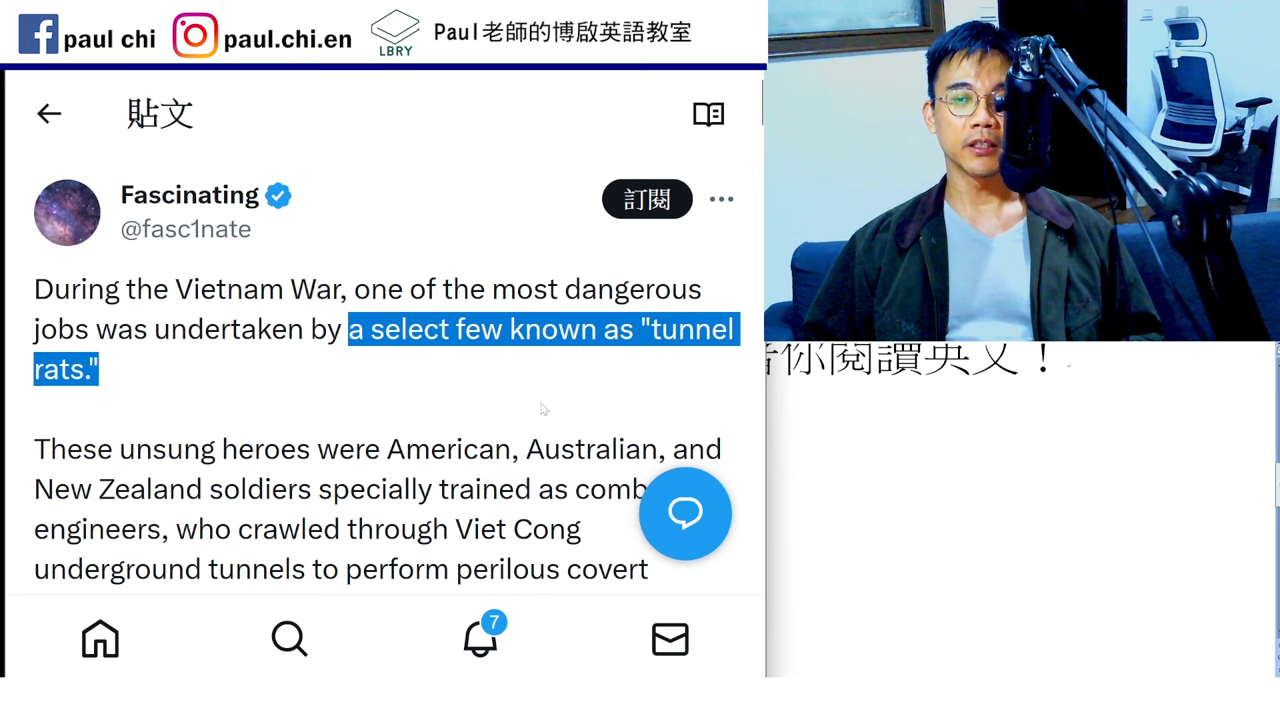 paul chi
paul.chi.en
LBRY
Paul老師的博啟英語教室
貼文
Fascinating
訂閱
@fasc1nate
During the Vietnam War, one of the most dangerous
jobs was undertaken by a select few known as "tunnel
rats."
These unsung heroes were American, Australian, and
New Zealand soldiers specially trained as comb
engineers, who crawled through Viet Cong
underground tunnels to perform perilous covert
7
你閱讀英文！